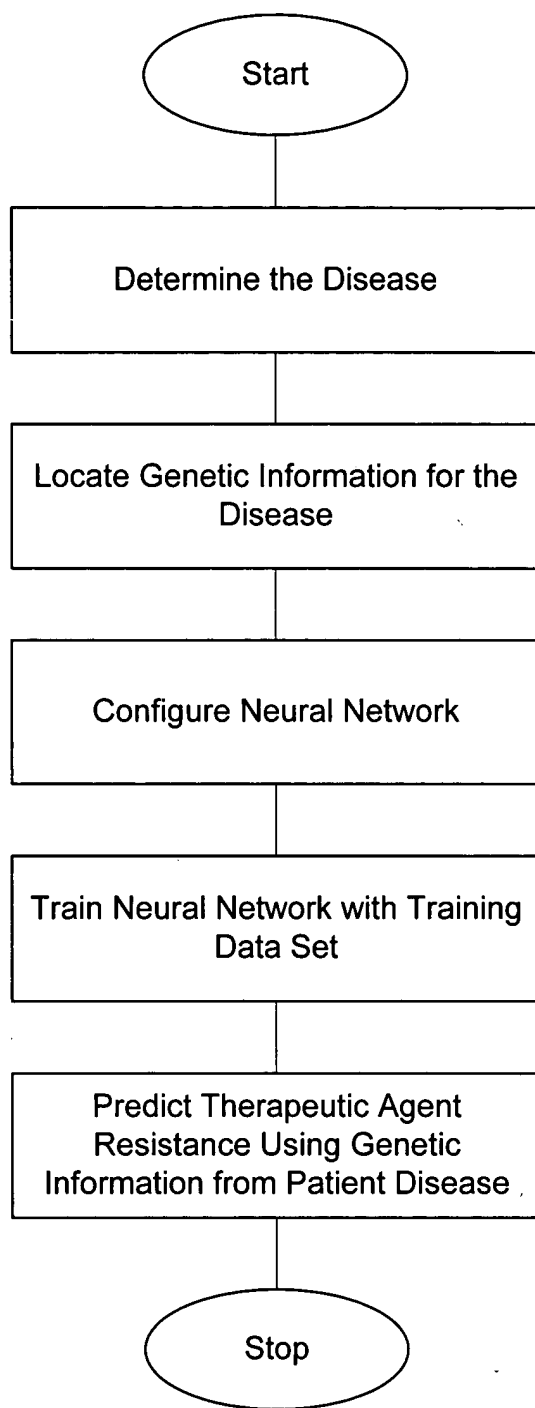 Start
Determine the Disease
Locate Genetic Information for the
Disease
Configure Neural Network
Train Neural Network with Training
Data Set
Predict Therapeutic Agent
Resistance Using Genetic
Information from Patient Disease
Stop